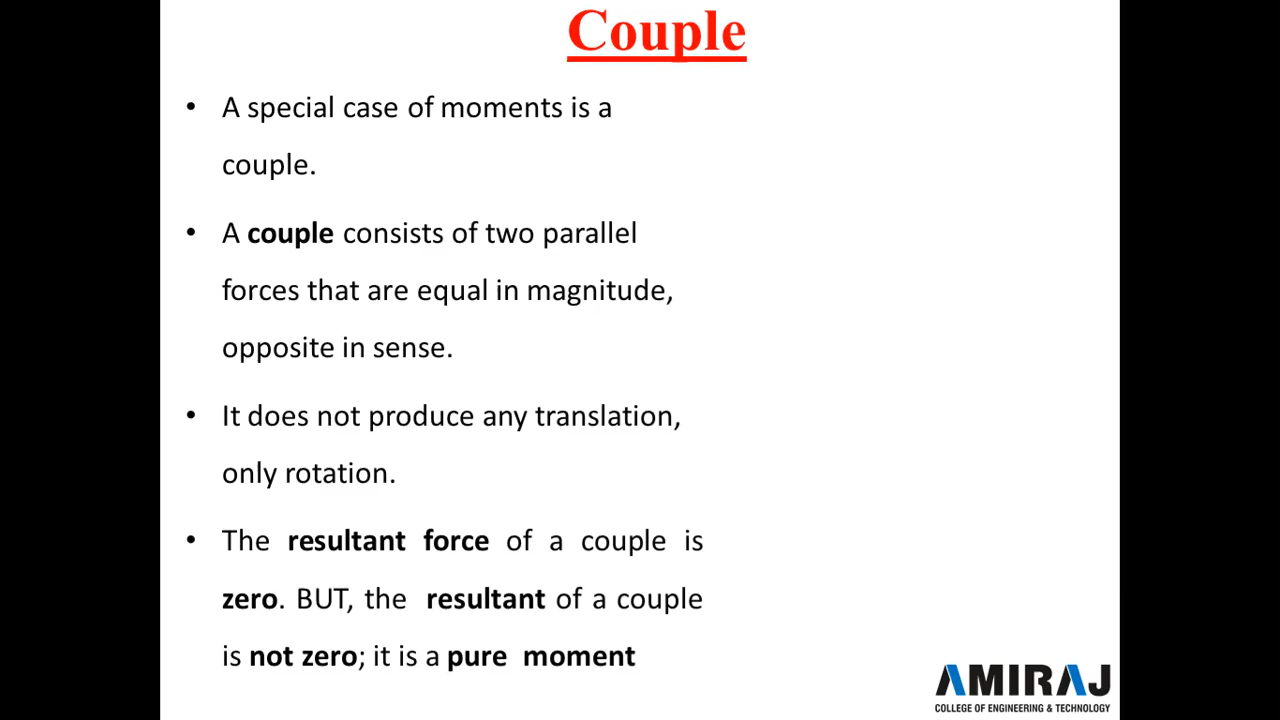 Couple
• A special case of moments is a
couple.
• A couple consists of two parallel
forces that are equal in magnitude,
opposite in sense.
• It does not produce any translation,
only rotation.
• The resultant force of a couple is
zero. BUT, the resultant of a couple
is not zero; it is a pure moment
AMIRAJ
COLLEGE OF ENGINEERING & TECHNOLOGY